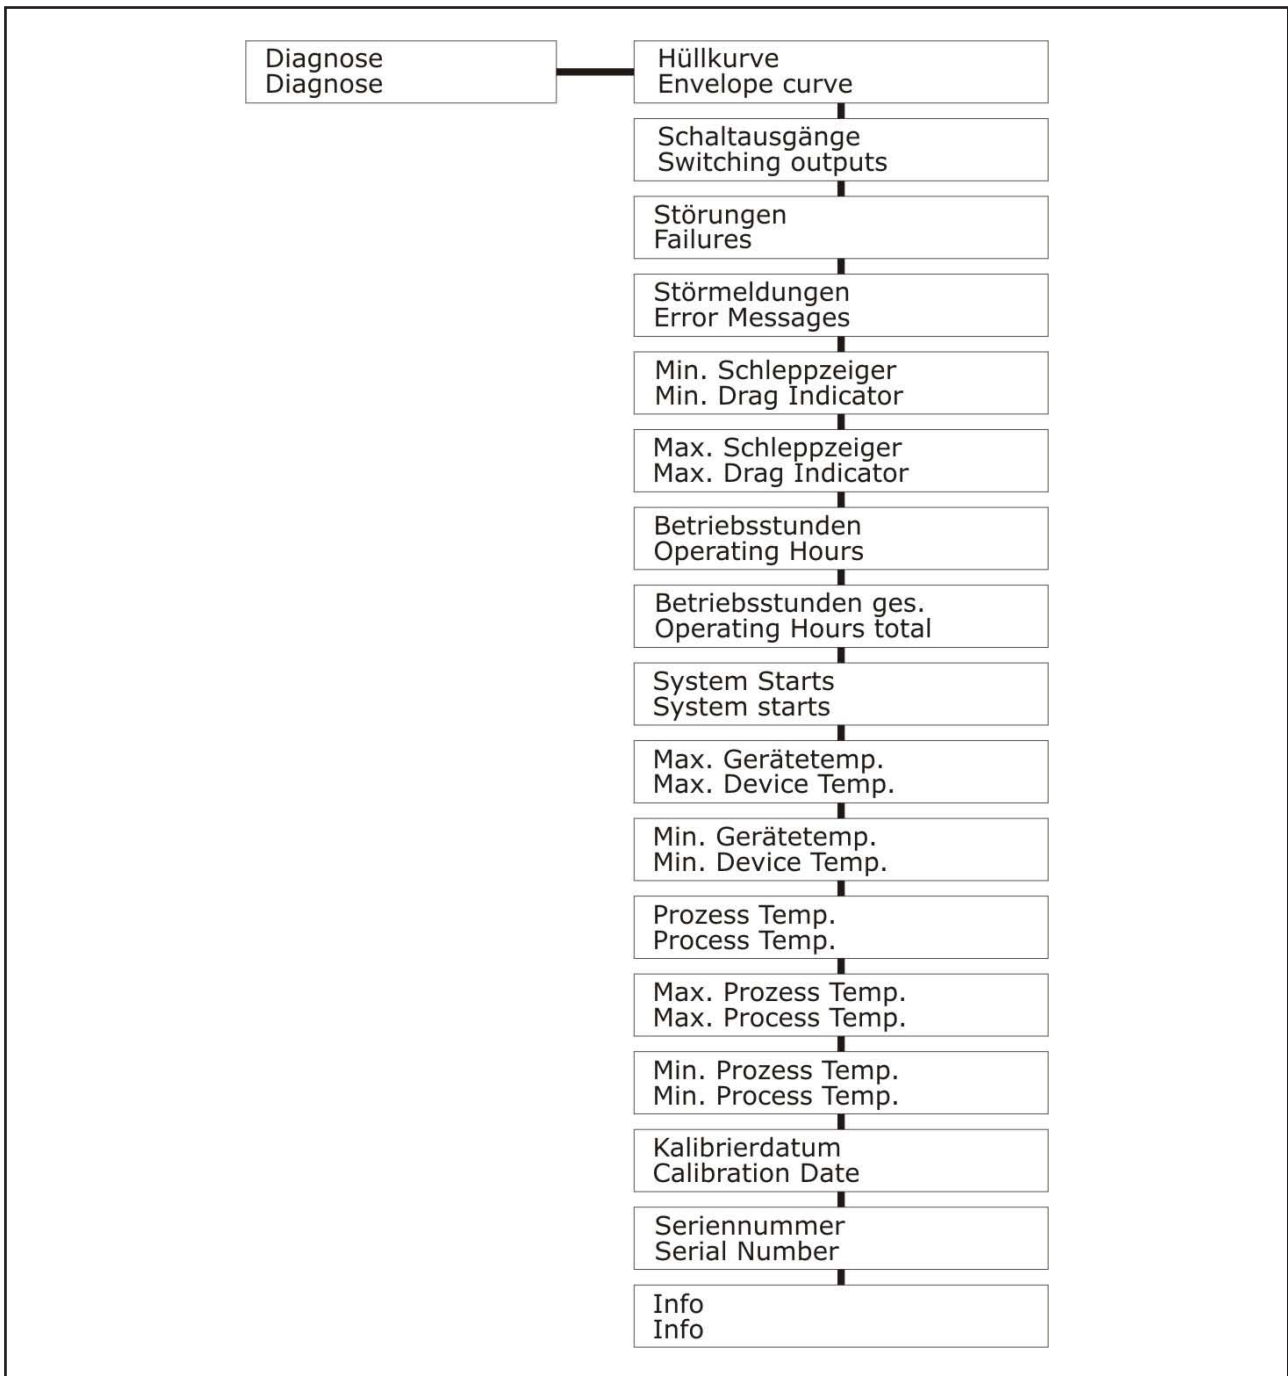 Diagnose
Diagnose
Hüllkurve
Envelope curve
Schaltausgänge
Switching outputs
Störungen
Failures
Störmeldungen
Error Messages
Min. Schleppzeiger
Min. Drag Indicator
Max. Schleppzeiger
Max. Drag Indicator
Betriebsstunden
Operating Hours
Betriebsstunden ges.
Operating Hours total
System Starts
System starts
Max. Gerätetemp.
Max. Device Temp.
Min. Gerätetemp.
Min. Device Temp.
Prozess Temp.
Process Temp.
Max. Prozess Temp.
Max. Process Temp.
Min. Prozess Temp.
Min. Process Temp.
Kalibrierdatum
Calibration Date
Seriennummer
Serial Number
Info
Info